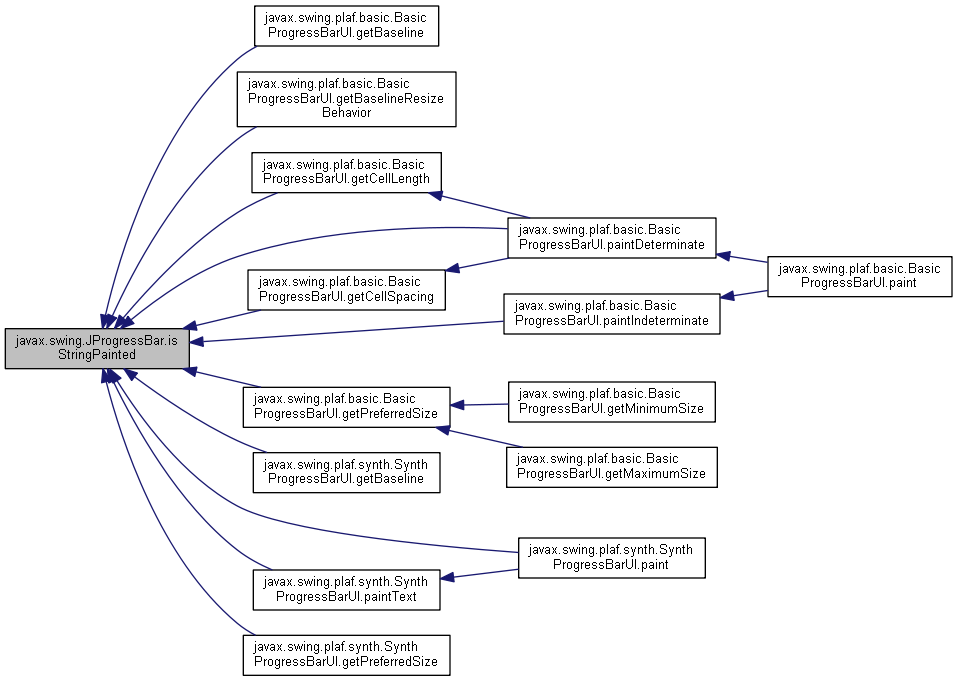 javax.swing.plaf.basic.Basic
ProgressBarUI.getBaseline
javax.swing.plaf.basic.Basic
ProgressBarUI.getBaselineResize
Behavior
javax.swing.plaf.basic.Basic
ProgressBarUI.getCellLength
javax.swing.plaf.basic.Basic
ProgressBarUI.paintDeterminate
javax.swing.plaf.basic.Basic
ProgressBarUI.paint
javax.swing.plaf.basic.Basic
ProgressBarUI.getCellSpacing
javax.swing.plaf.basic.Basic
ProgressBarUI.paintIndeterminate
javax.swing.JProgressBar.is
StringPainted
javax.swing.plaf.basic.Basic
ProgressBarUI.getPreferredSize
javax.swing.plaf.basic.Basic
ProgressBarUI.getMinimumSize
javax.swing.plaf.basic.Basic
ProgressBarUI.getMaximumSize
javax.swing.plaf.synth.Synth
ProgressBarUI.getBaseline
javax.swing.plaf.synth.Synth
ProgressBarUI.paint
javax.swing.plaf.synth.Synth
ProgressBarUI.paintText
javax.swing.plaf.synth.Synth
ProgressBarUI.getPreferredSize